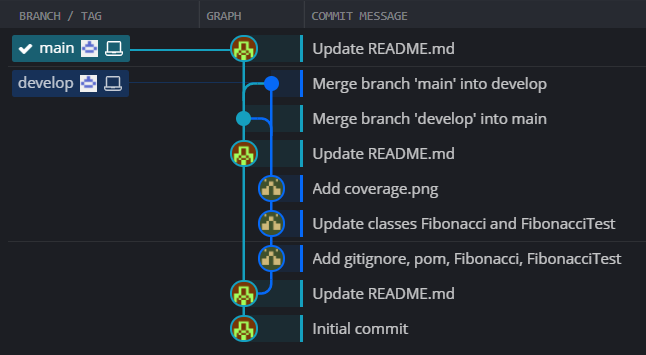 BRANCH / TAG GRAPH COMMIT MESSAGE
main Update README.md
develop Merge branch 'main' into develop
Merge branch 'develop' into main
Update README.md
Add coverage.png
Update classes Fibonacci and FibonacciTest
Add gitignore, pom, Fibonacci, FibonacciTest
Update README.md
Initial commit